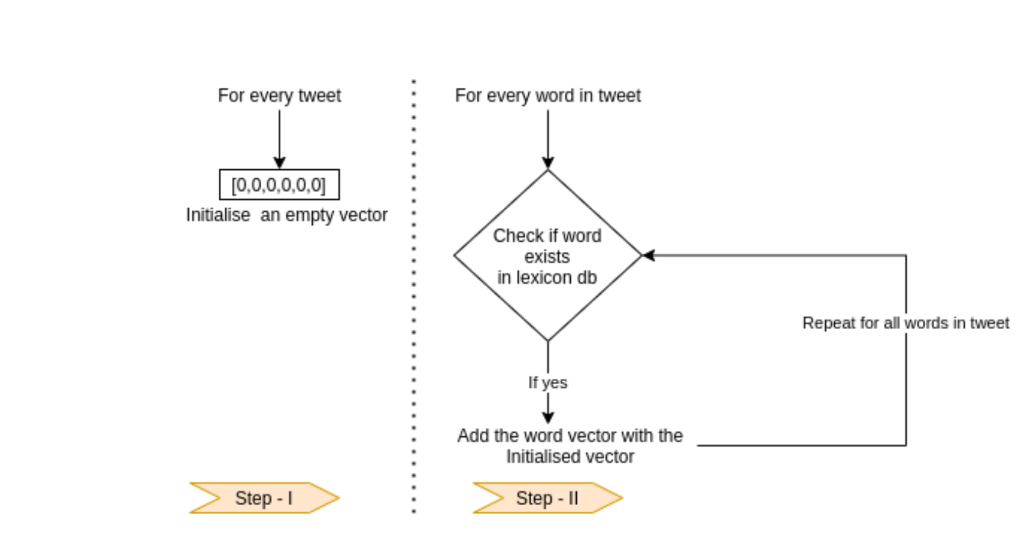 For every tweet
[0,0,0,0,0,0]
Initialise  an empty vector
Step - I
For every word in tweet
Check if word
exists
in lexicon db
If yes
Add the word vector with the
Initialised vector
Repeat for all words in tweet
Step - II